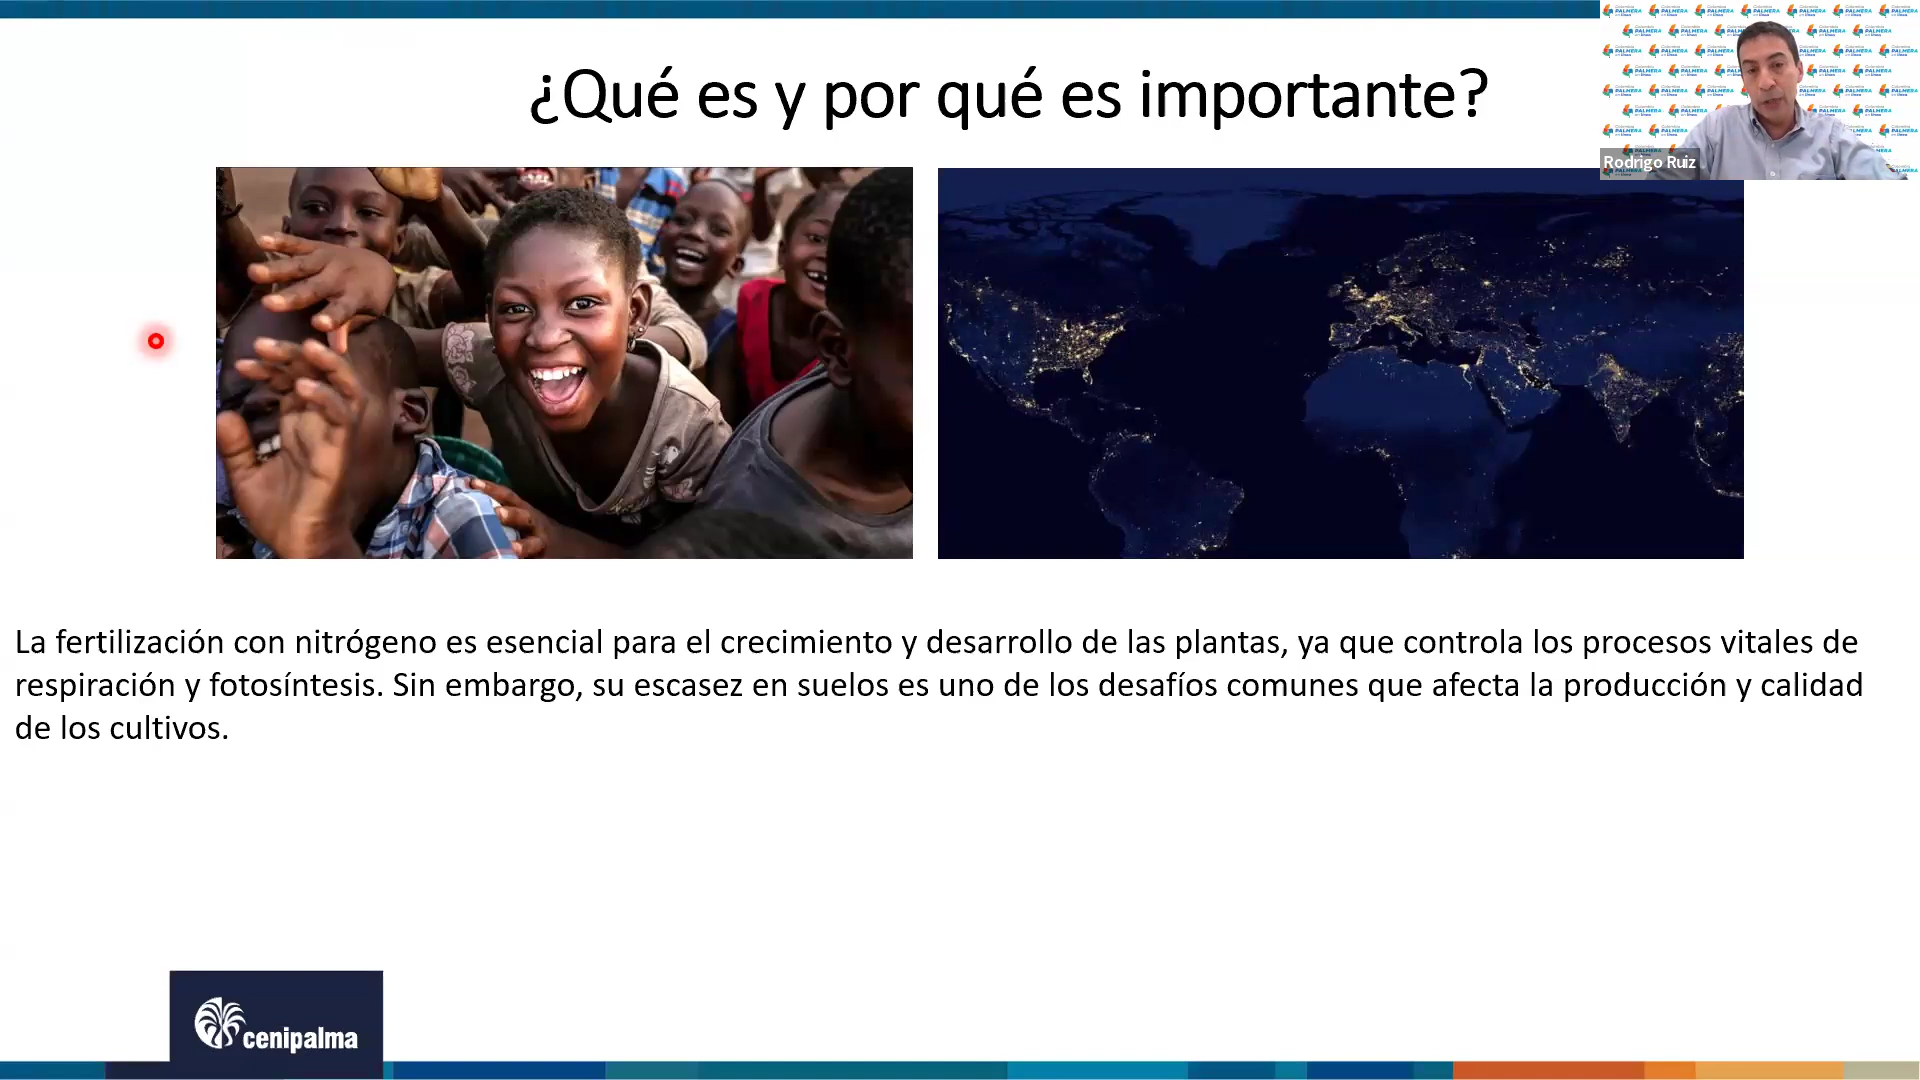 ¿Qué es y por qué es importante?
Rodrigo Ruiz
La fertilización con nitrógeno es esencial para el crecimiento y desarrollo de las plantas, ya que controla los procesos vitales de
respiración y fotosíntesis. Sin embargo, su escasez en suelos es uno de los desafíos comunes que afecta la producción y calidad
de los cultivos.
cenipalma